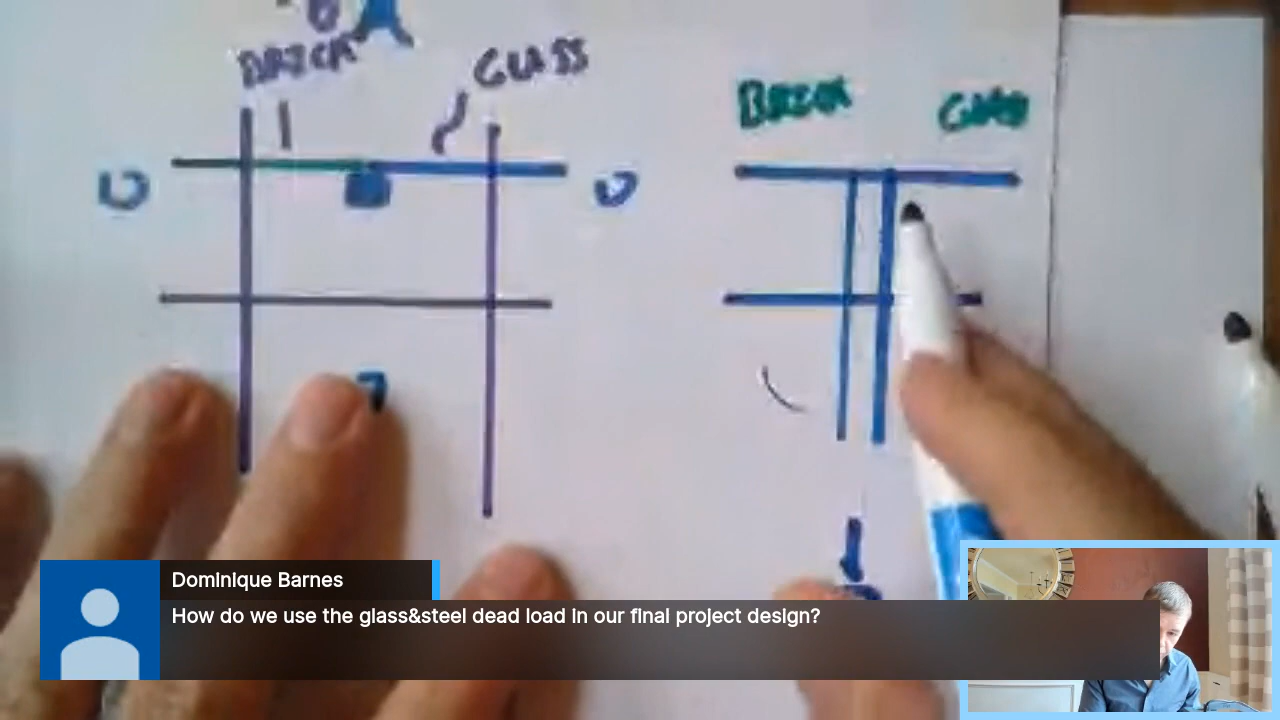 BRICK
GLASS
BRICK
GLASS
Dominique Barnes
How do we use the glass&steel dead load in our final project design?